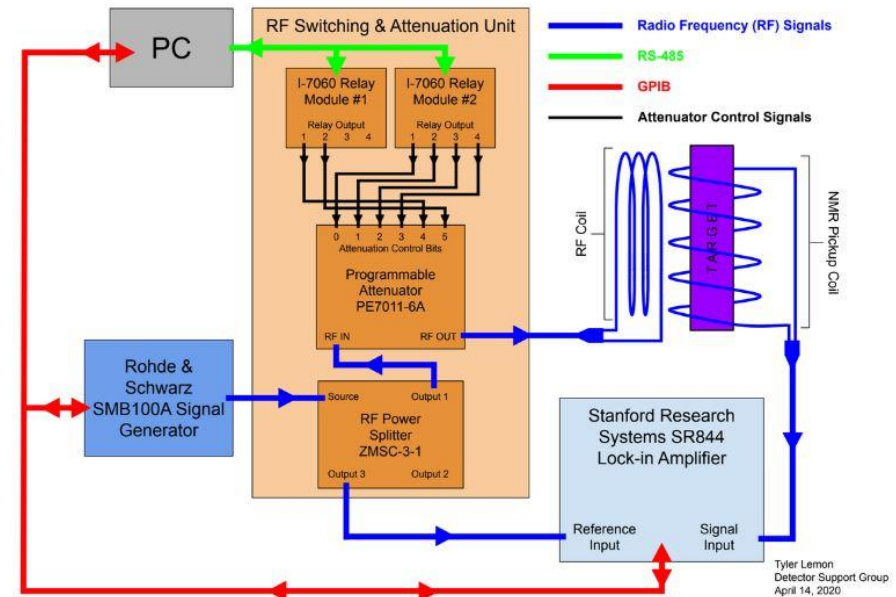 PC
RF Switching & Attenuation Unit
I-7060 Relay
Module #1
Relay Output
1 2 3 4
I-7060 Relay
Module #2
Relay Output
1 2 3 4
0 1 2 3 4 5
Attenuation Control Bits
Programmable
Attenuator
PE7011-6A
RF IN
RF OUT
Rohde &
Schwarz
SMB100A Signal
Generator
Source
Output 1
RF Power
Splitter
ZMSC-3-1
Output 3
Output 2
Radio Frequency (RF) Signals
RS-485
GPIB
Attenuator Control Signals
RF Coil
TARGET
NMR Pickup Coil
Stanford Research
Systems SR844
Lock-in Amplifier
Reference
Input
Signal
Input
Tyler Lemon
Detector Support Group
April 14, 2020